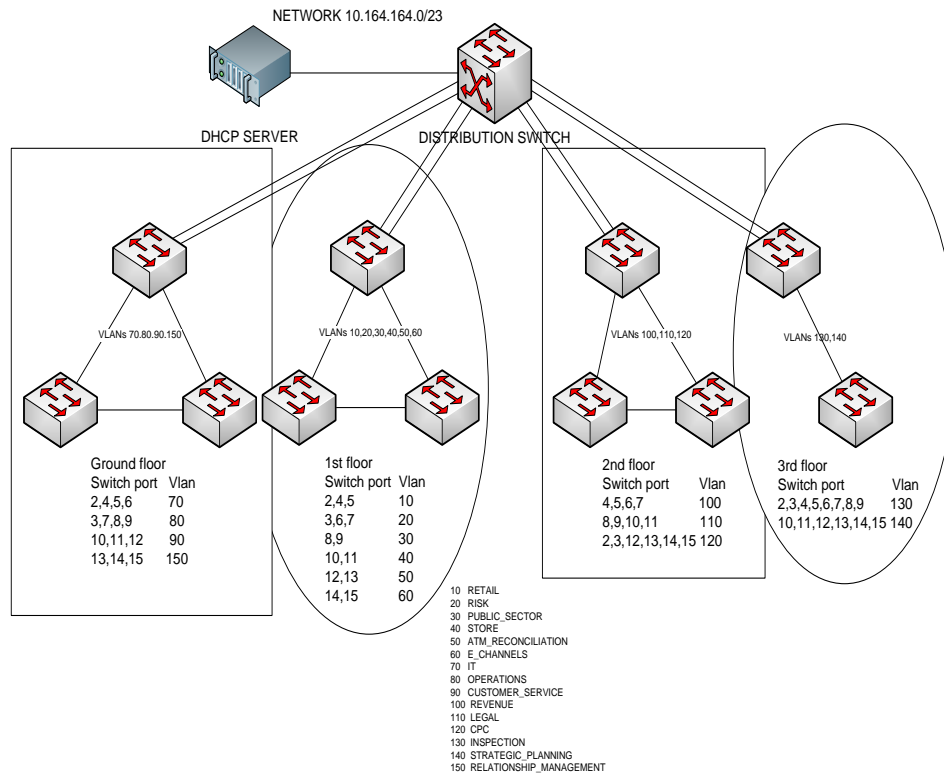 NETWORK 10.164.164.0/23
DHCP SERVER
DISTRIBUTION SWITCH
VLANs 70.80.90.150
VLANs 10,20,30,40,50,60
VLANs 100,110,120
VLANs 130,140
Ground floor
Switch port Vlan
2,4,5,6 70
3,7,8,9 80
10,11,12 90
13,14,15 150
1st floor
Switch port Vlan
2,4,5 10
3,6,7 20
8,9 30
10,11 40
12,13 50
14,15 60
2nd floor
Switch port Vlan
4,5,6,7 100
8,9,10,11 110
2,3,12,13,14,15 120
3rd floor
Switch port Vlan
2,3,4,5,6,7,8,9 130
10,11,12,13,14,15 140
10 RETAIL
20 RISK
30 PUBLIC_SECTOR
40 STORE
50 ATM_RECONCILIATION
60 E_CHANNELS
70 IT
80 OPERATIONS
90 CUSTOMER_SERVICE
100 REVENUE
110 LEGAL
120 CPC
130 INSPECTION
140 STRATEGIC_PLANNING
150 RELATIONSHIP_MANAGEMENT